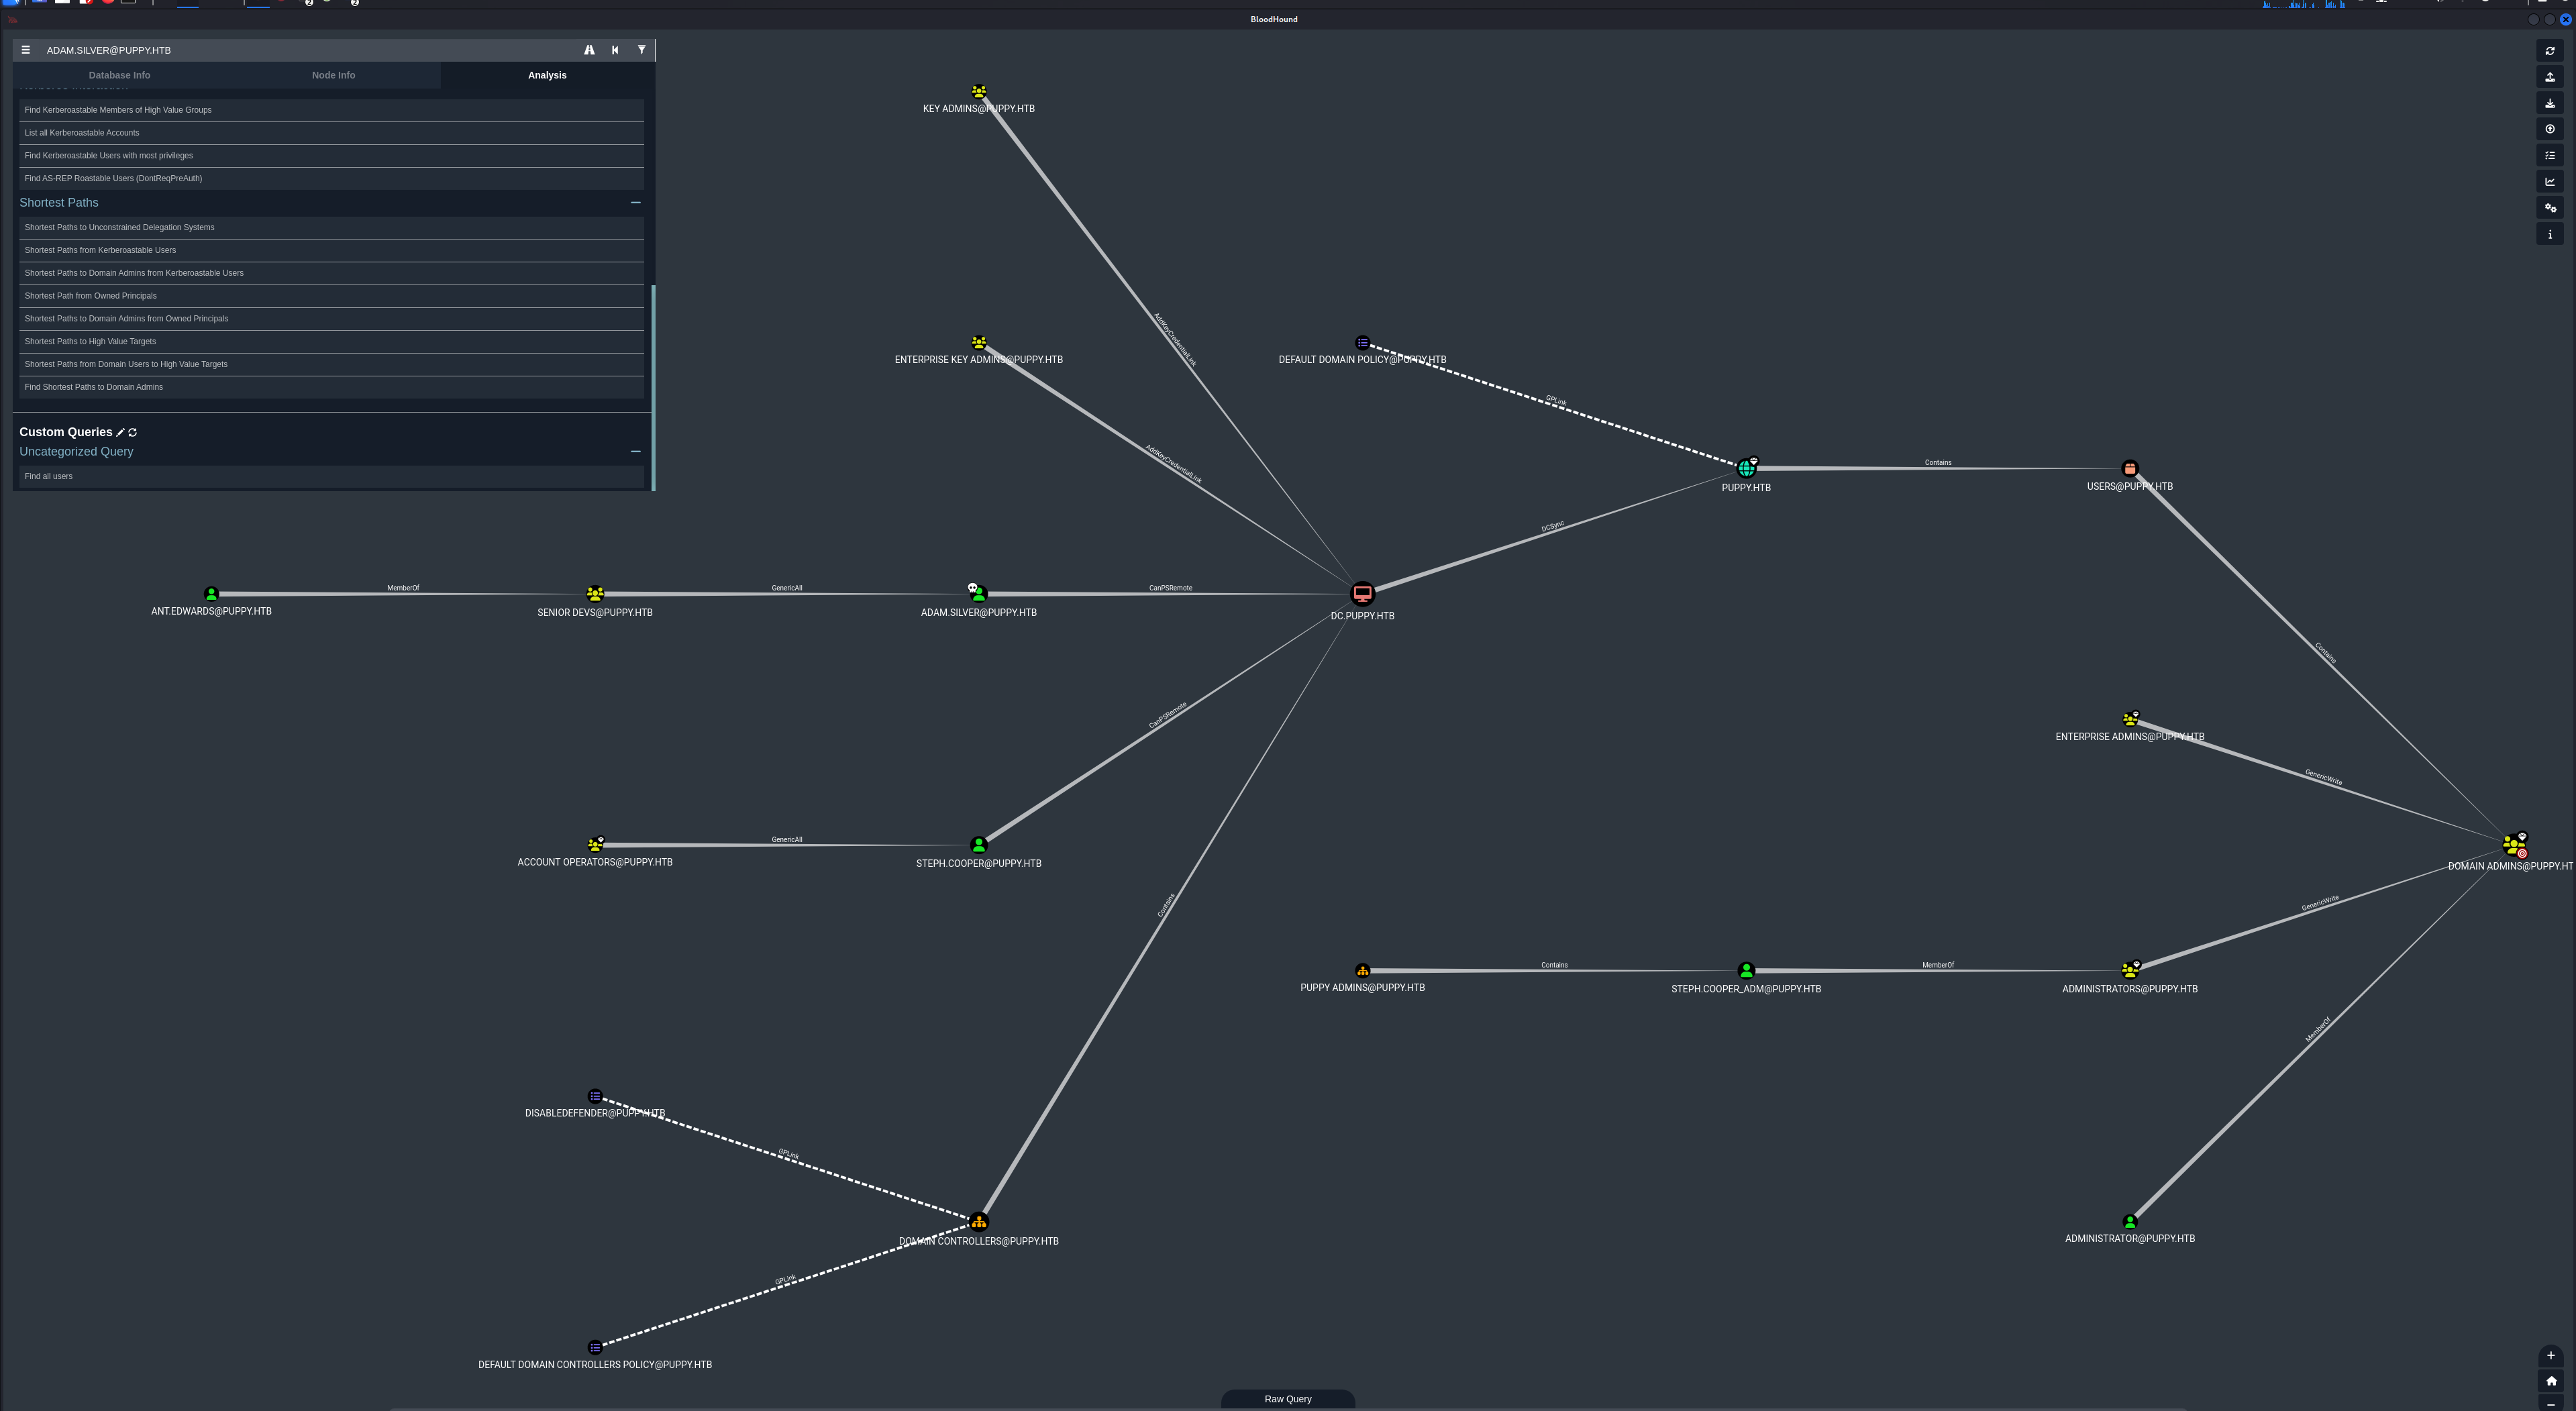 BloodHound
ADAM.SILVER@PUPPY.HTB
Database Info
Node Info
Analysis
Find Kerberoastable Members of High Value Groups
List all Kerberoastable Accounts
Find Kerberoastable Users with most privileges
Find AS-REP Roastable Users (DontReqPreAuth)
Shortest Paths
Shortest Paths to Unconstrained Delegation Systems
Shortest Paths from Kerberoastable Users
Shortest Paths to Domain Admins from Kerberoastable Users
Shortest Path from Owned Principals
Shortest Paths to Domain Admins from Owned Principals
Shortest Paths to High Value Targets
Shortest Paths from Domain Users to High Value Targets
Find Shortest Paths to Domain Admins
Custom Queries
Uncategorized Query
Find all users
KEY ADMINS@PUPPY.HTB
AddKeyCredentialLink
ENTERPRISE KEY ADMINS@PUPPY.HTB
DEFAULT DOMAIN POLICY@PUPPY.HTB
GPLink
AddKeyCredentialLink
Contains
PUPPY.HTB
USERS@PUPPY.HTB
DCSync
MemberOf
GenericAll
CanPSRemote
ANT.EDWARDS@PUPPY.HTB
SENIOR DEVS@PUPPY.HTB
ADAM.SILVER@PUPPY.HTB
DC.PUPPY.HTB
Contains
CanPSRemote
ENTERPRISE ADMINS@PUPPY.HTB
GenericWrite
GenericAll
ACCOUNT OPERATORS@PUPPY.HTB
STEPH.COOPER@PUPPY.HTB
DOMAIN ADMINS@PUPPY.HT
Contains
GenericWrite
Contains
MemberOf
PUPPY ADMINS@PUPPY.HTB
STEPH.COOPER_ADM@PUPPY.HTB
ADMINISTRATORS@PUPPY.HTB
MemberOf
DISABLEDEFENDER@PUPPY.HTB
GPLink
DOMAIN CONTROLLERS@PUPPY.HTB
ADMINISTRATOR@PUPPY.HTB
GPLink
DEFAULT DOMAIN CONTROLLERS POLICY@PUPPY.HTB
Raw Query